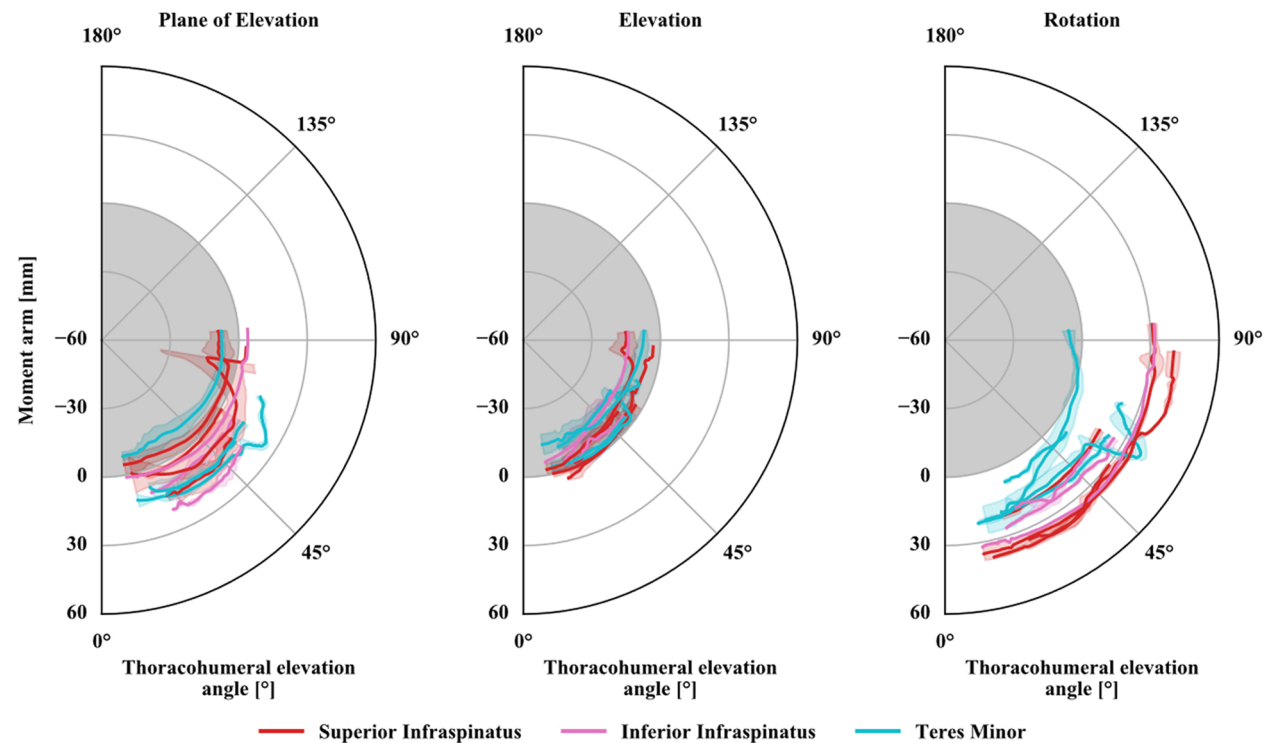 Plane of Elevation
180°
135°
90°
45°
0°
Moment arm [mm]
−60
−30
0
30
60
Thoracohumeral elevation
angle [°]
Elevation
180°
135°
90°
45°
0°
−60
−30
0
30
60
Thoracohumeral elevation
angle [°]
Rotation
180°
135°
90°
45°
0°
−60
−30
0
30
60
Thoracohumeral elevation
angle [°]
Superior Infraspinatus
Inferior Infraspinatus
Teres Minor